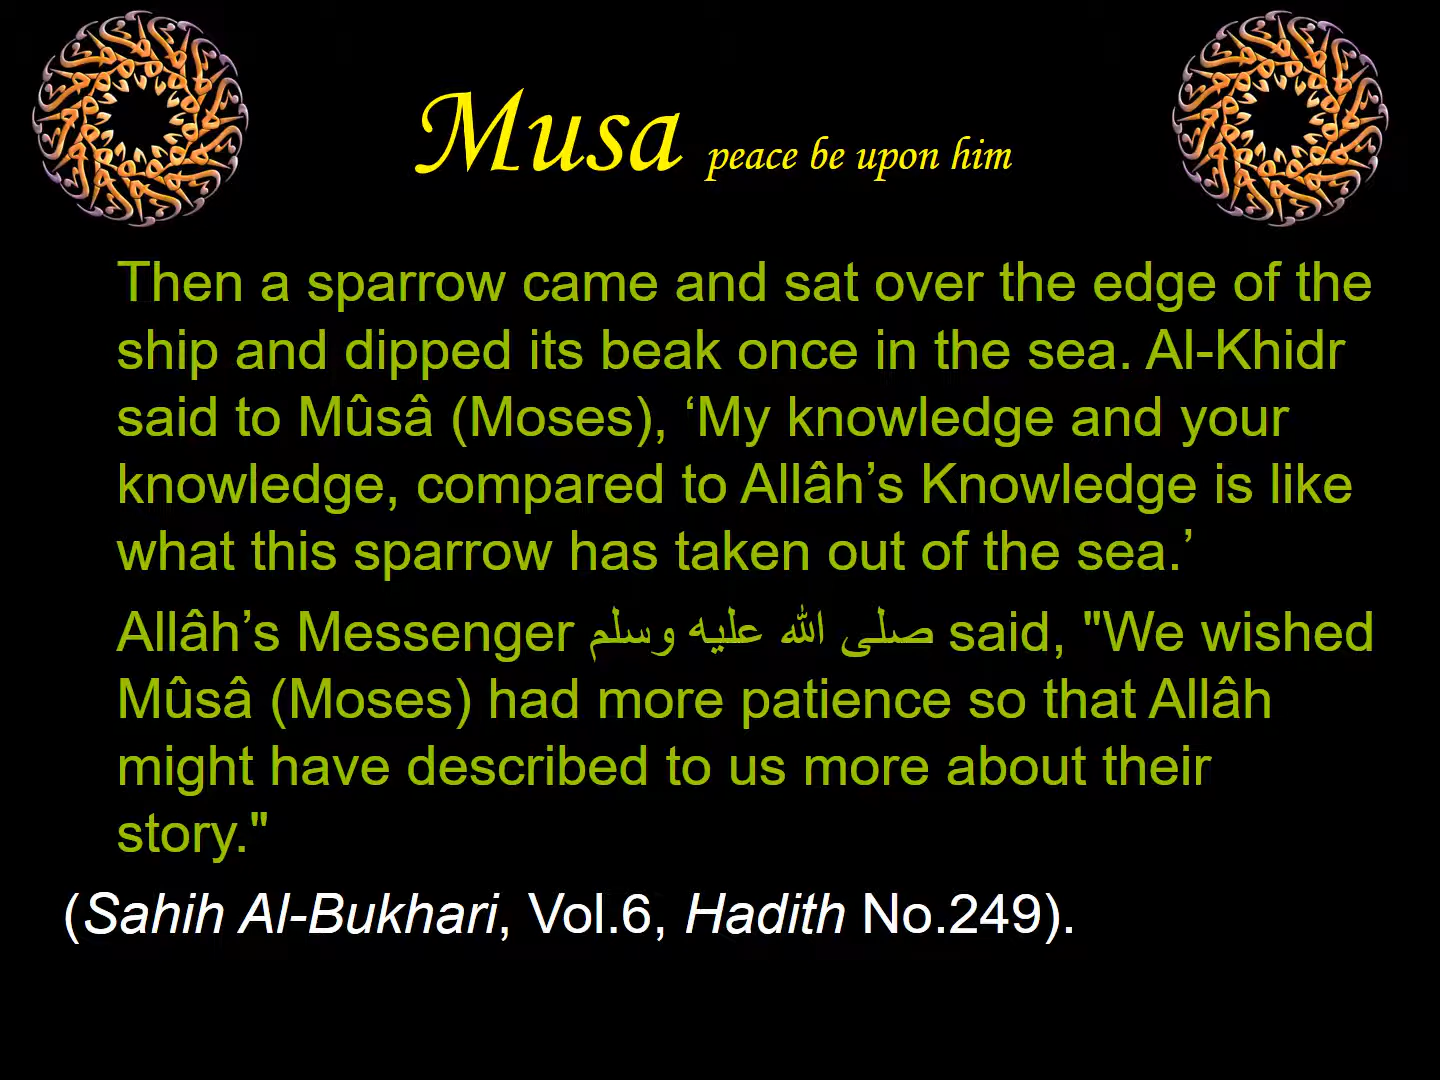 Musa peace be upon him
Then a sparrow came and sat over the edge of the
ship and dipped its beak once in the sea. Al-Khidr
said to Mûsâ (Moses), ‘My knowledge and your
knowledge, compared to Allâh’s Knowledge is like
what this sparrow has taken out of the sea.’
Allâh’s Messenger صلى الله عليه وسلم said, "We wished
Mûsâ (Moses) had more patience so that Allâh
might have described to us more about their
story."
(Sahih Al-Bukhari, Vol.6, Hadith No.249).